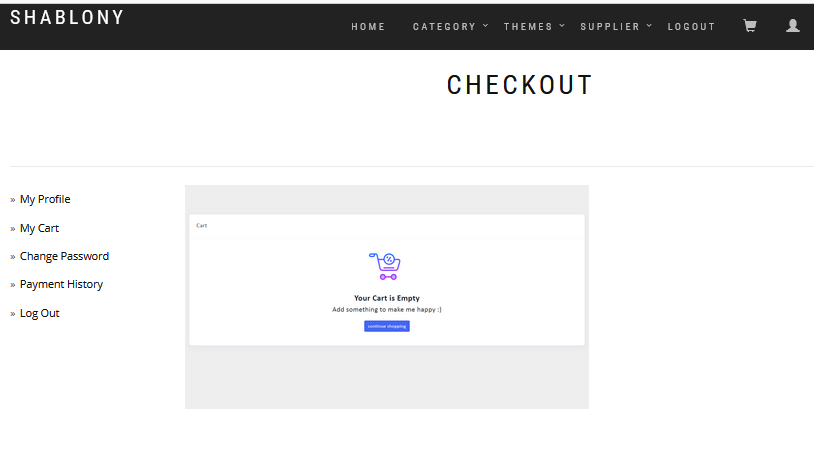 SHABLONY
HOME CATEGORY THEMES SUPPLIER LOGOUT
CHECKOUT
» My Profile
» My Cart
» Change Password
» Payment History
» Log Out
Cart
Your Cart is Empty
Add something to make me happy :)
continue shopping